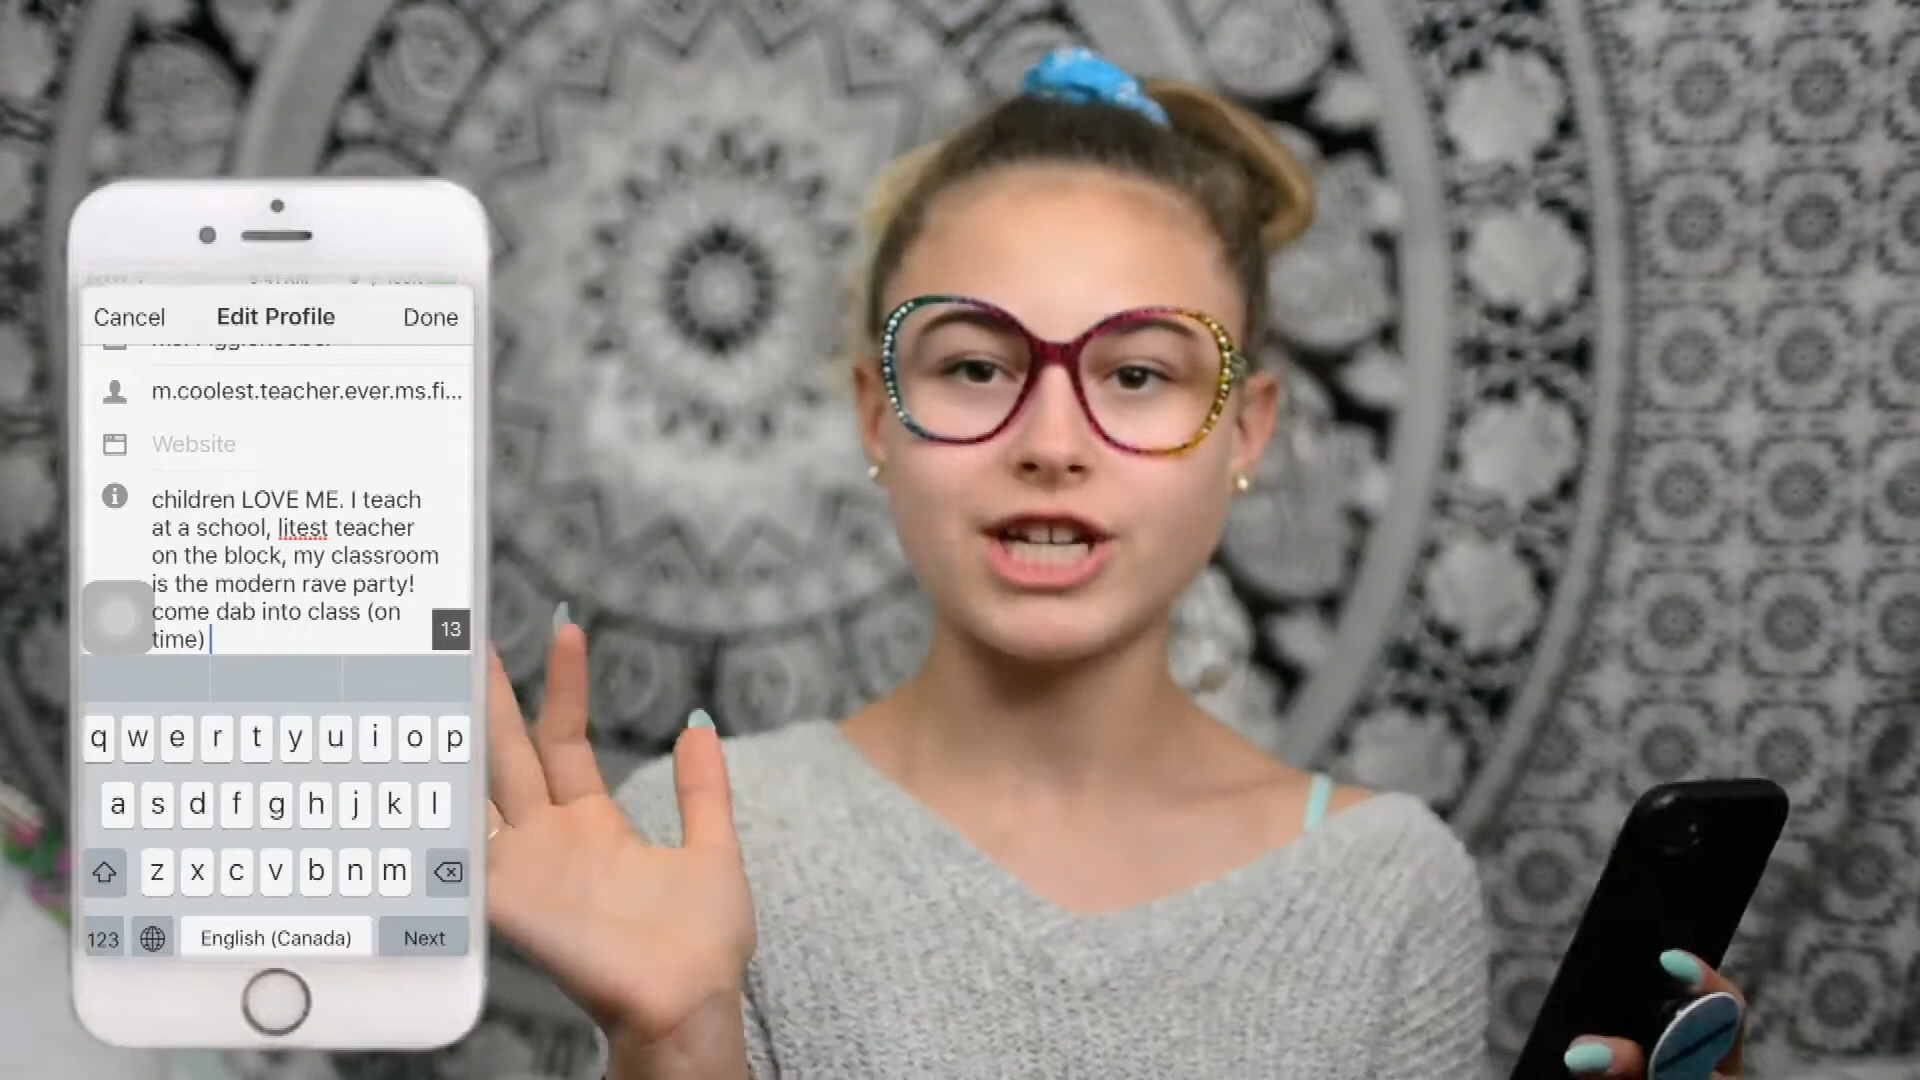 Cancel Edit Profile Done
m.coolest.teacher.ever.ms.fi...
Website
children LOVE ME. I teach
at a school, litest teacher
on the block, my classroom
is the modern rave party!
come dab into class (on
time)
13
q w e r t y u i o p
a s d f g h j k l
z x c v b n m
123 English (Canada) Next